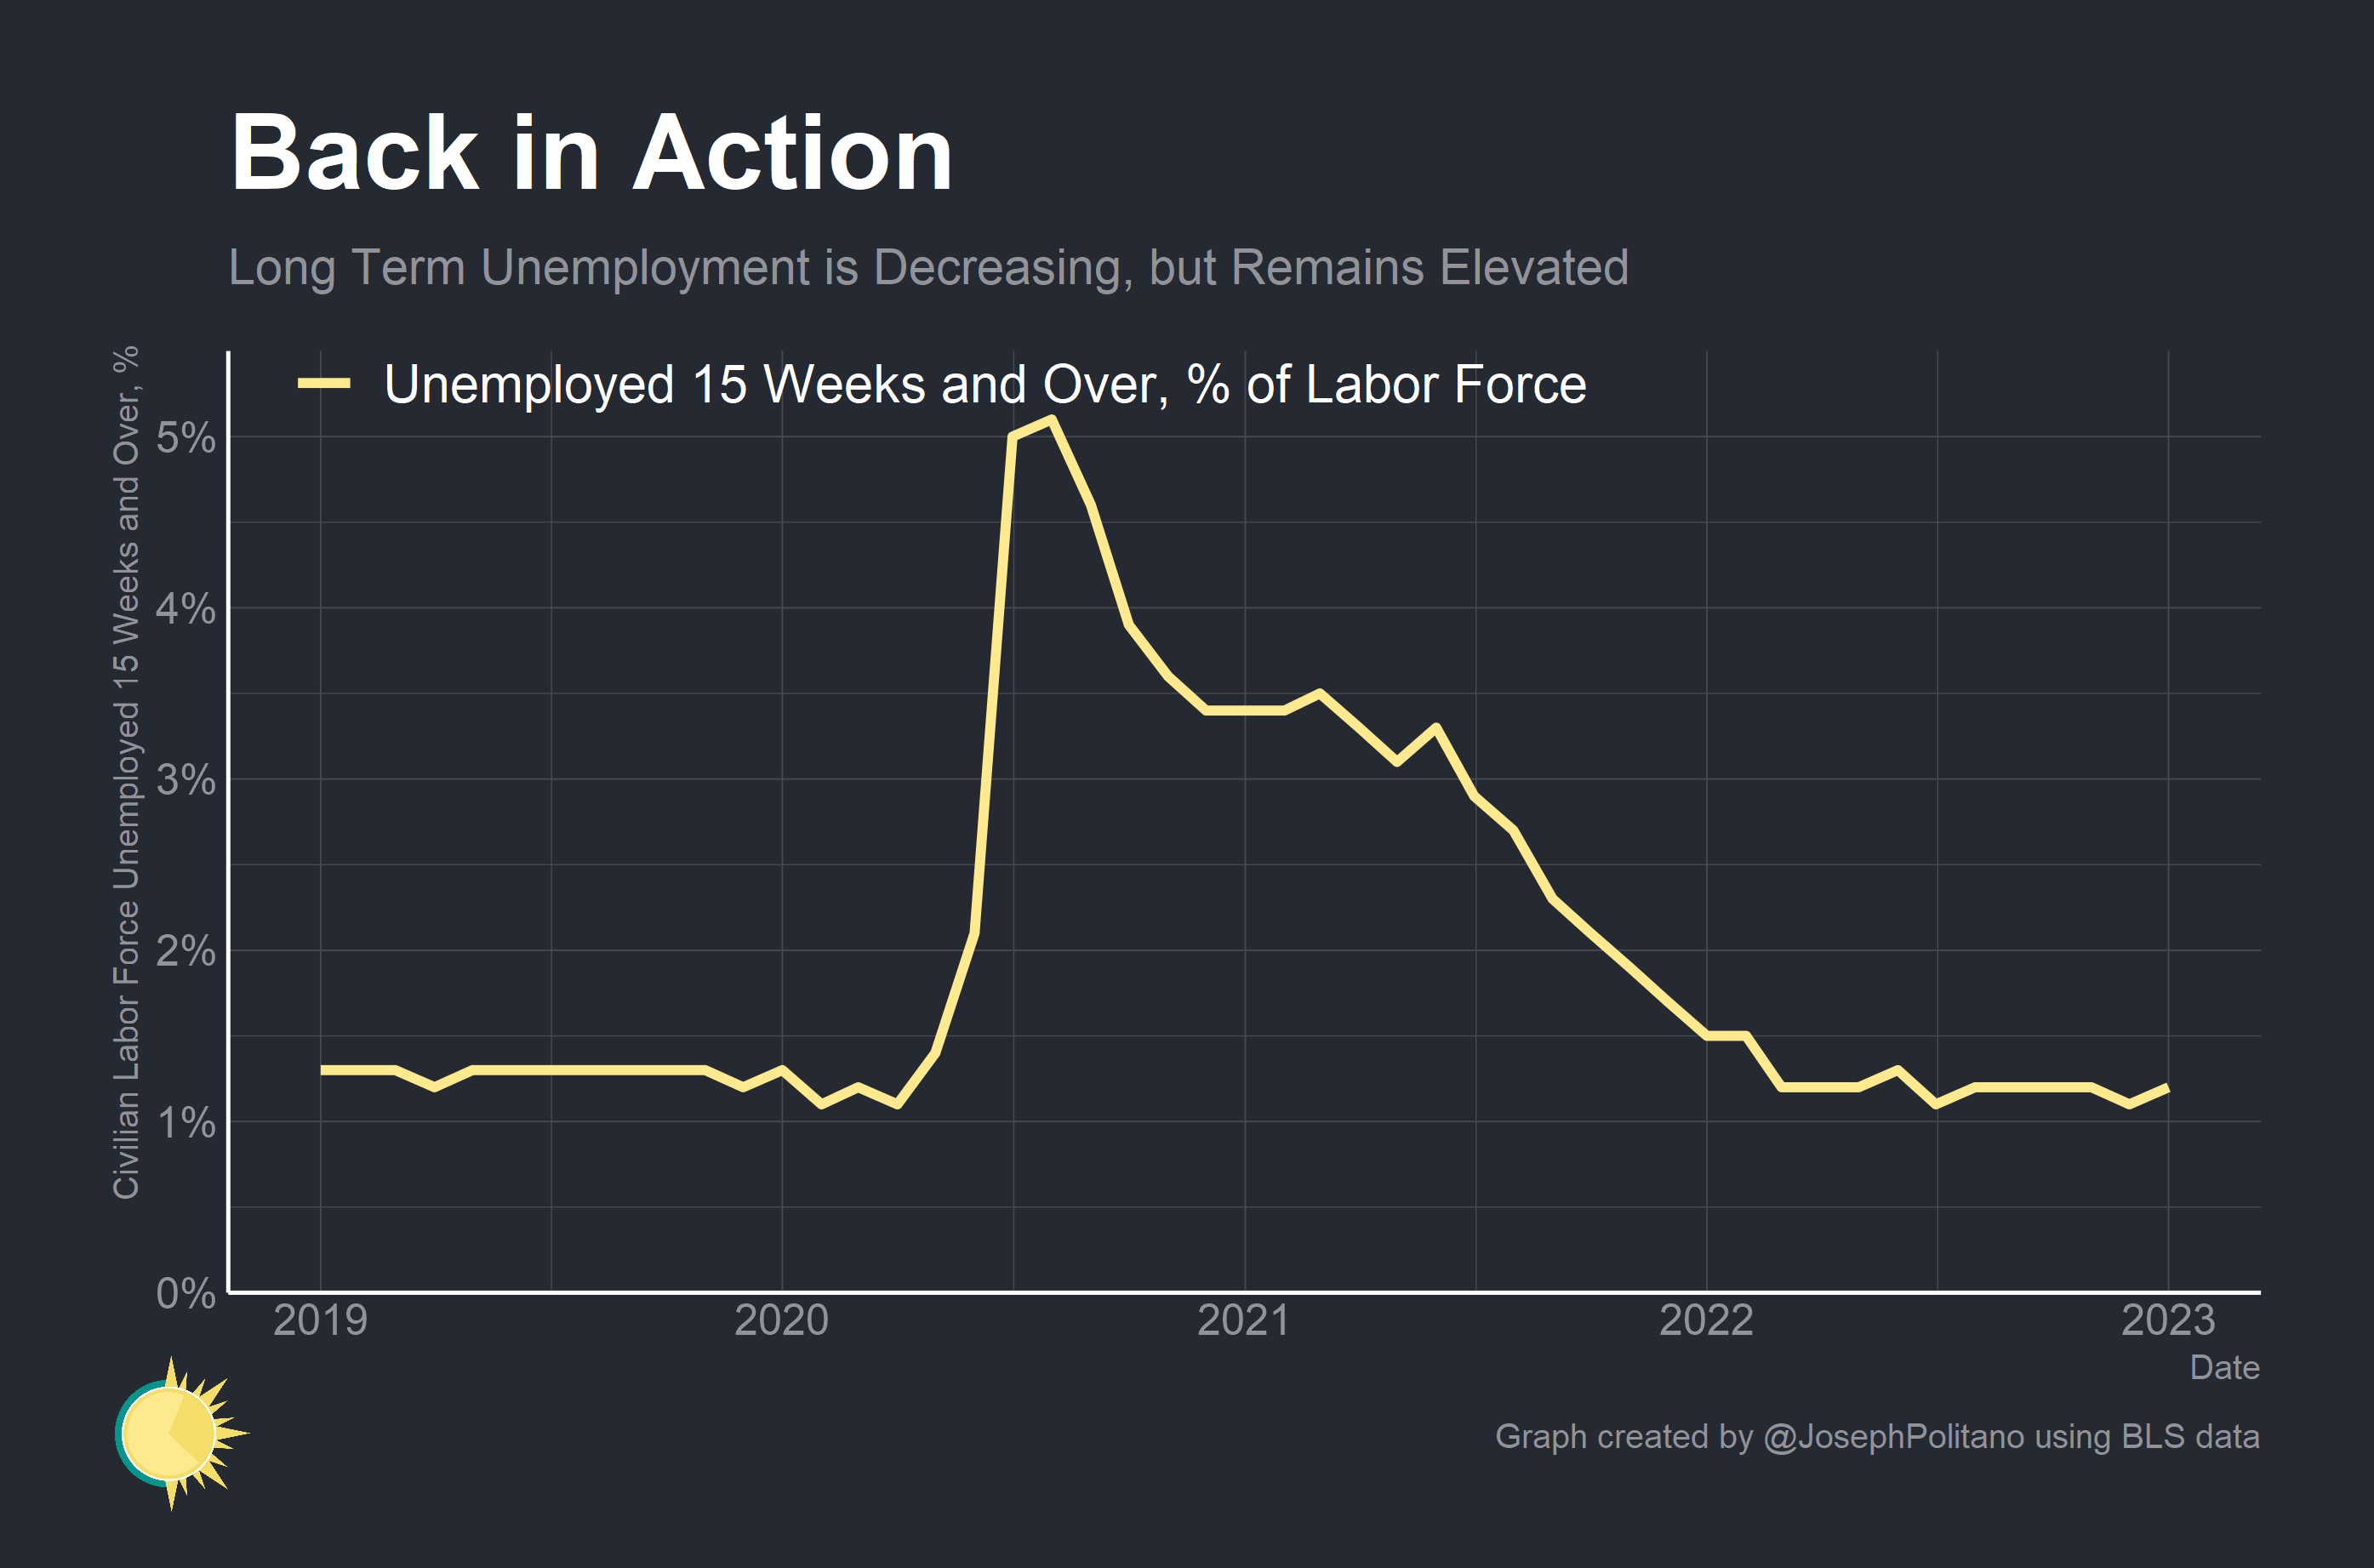 Back in Action
Long Term Unemployment is Decreasing, but Remains Elevated
Civilian Labor Force Unemployed 15 Weeks and Over, %
Unemployed 15 Weeks and Over, % of Labor Force
5%
4%
3%
2%
1%
0%
2019 2020 2021 2022 2023
Date
Graph created by @JosephPolitano using BLS data